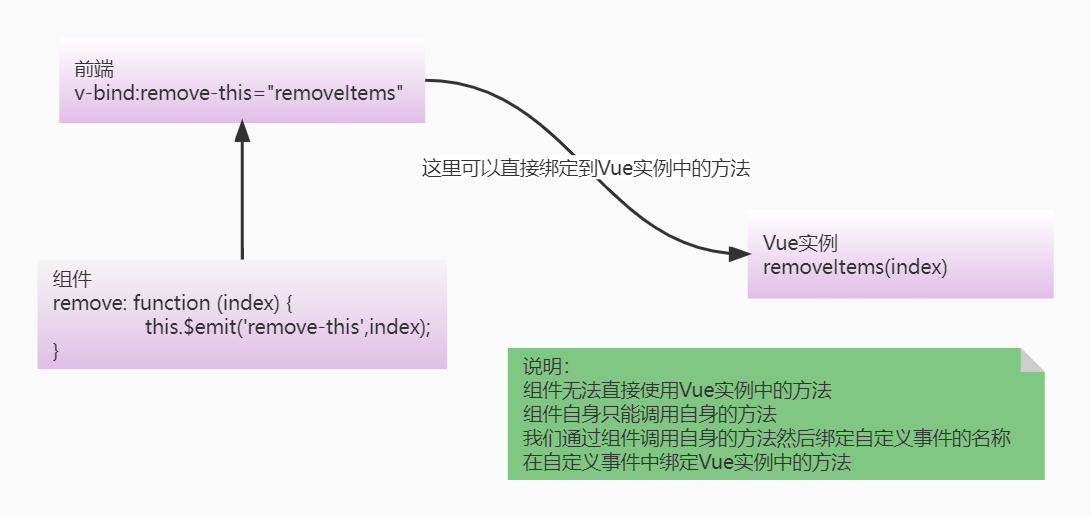 前端
v-bind:remove-this="removeItems"
这里可以直接绑定到Vue实例中的方法
Vue实例
removeItems(index)
组件
remove: function (index) {
this.$emit('remove-this',index);
}
说明：
组件无法直接使用Vue实例中的方法
组件自身只能调用自身的方法
我们通过组件调用自身的方法然后绑定自定义事件的名称
在自定义事件中绑定Vue实例中的方法